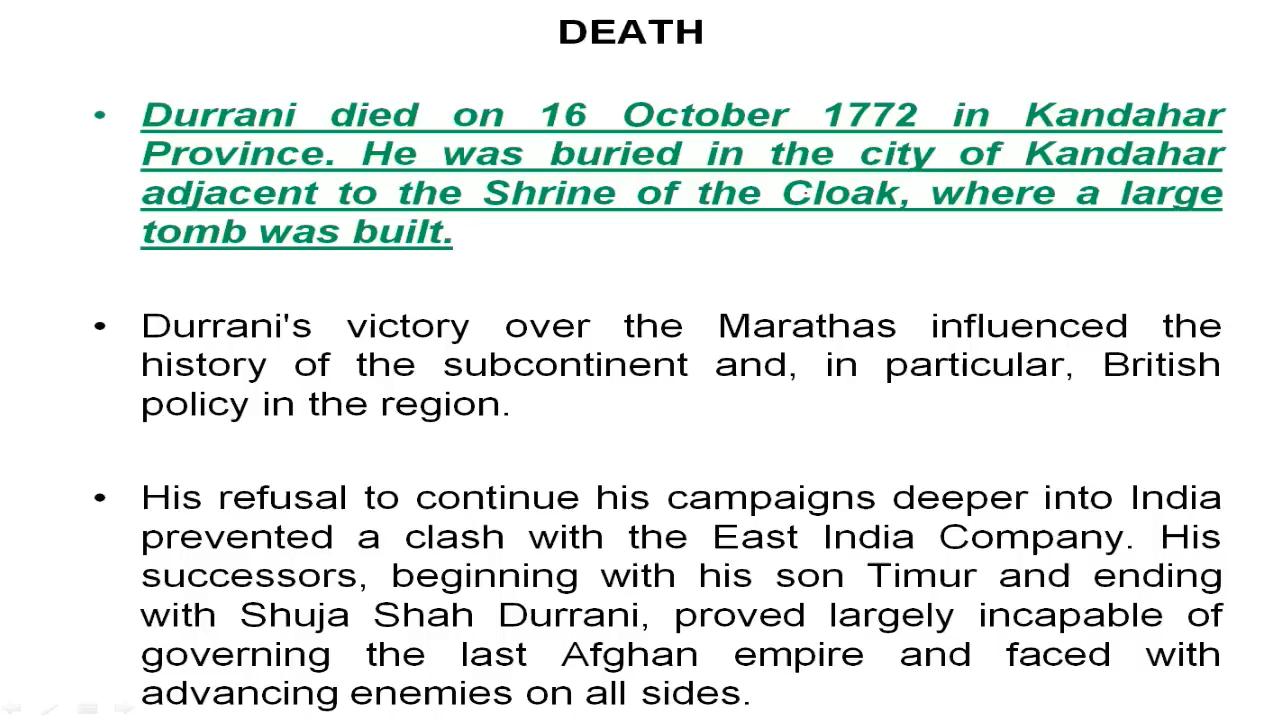 DEATH
• Durrani died on 16 October 1772 in Kandahar
Province. He was buried in the city of Kandahar
adjacent to the Shrine of the Cloak, where a large
tomb was built.
• Durrani's victory over the Marathas influenced the
history of the subcontinent and, in particular, British
policy in the region.
• His refusal to continue his campaigns deeper into India
prevented a clash with the East India Company. His
successors, beginning with his son Timur and ending
with Shuja Shah Durrani, proved largely incapable of
governing the last Afghan empire and faced with
advancing enemies on all sides.